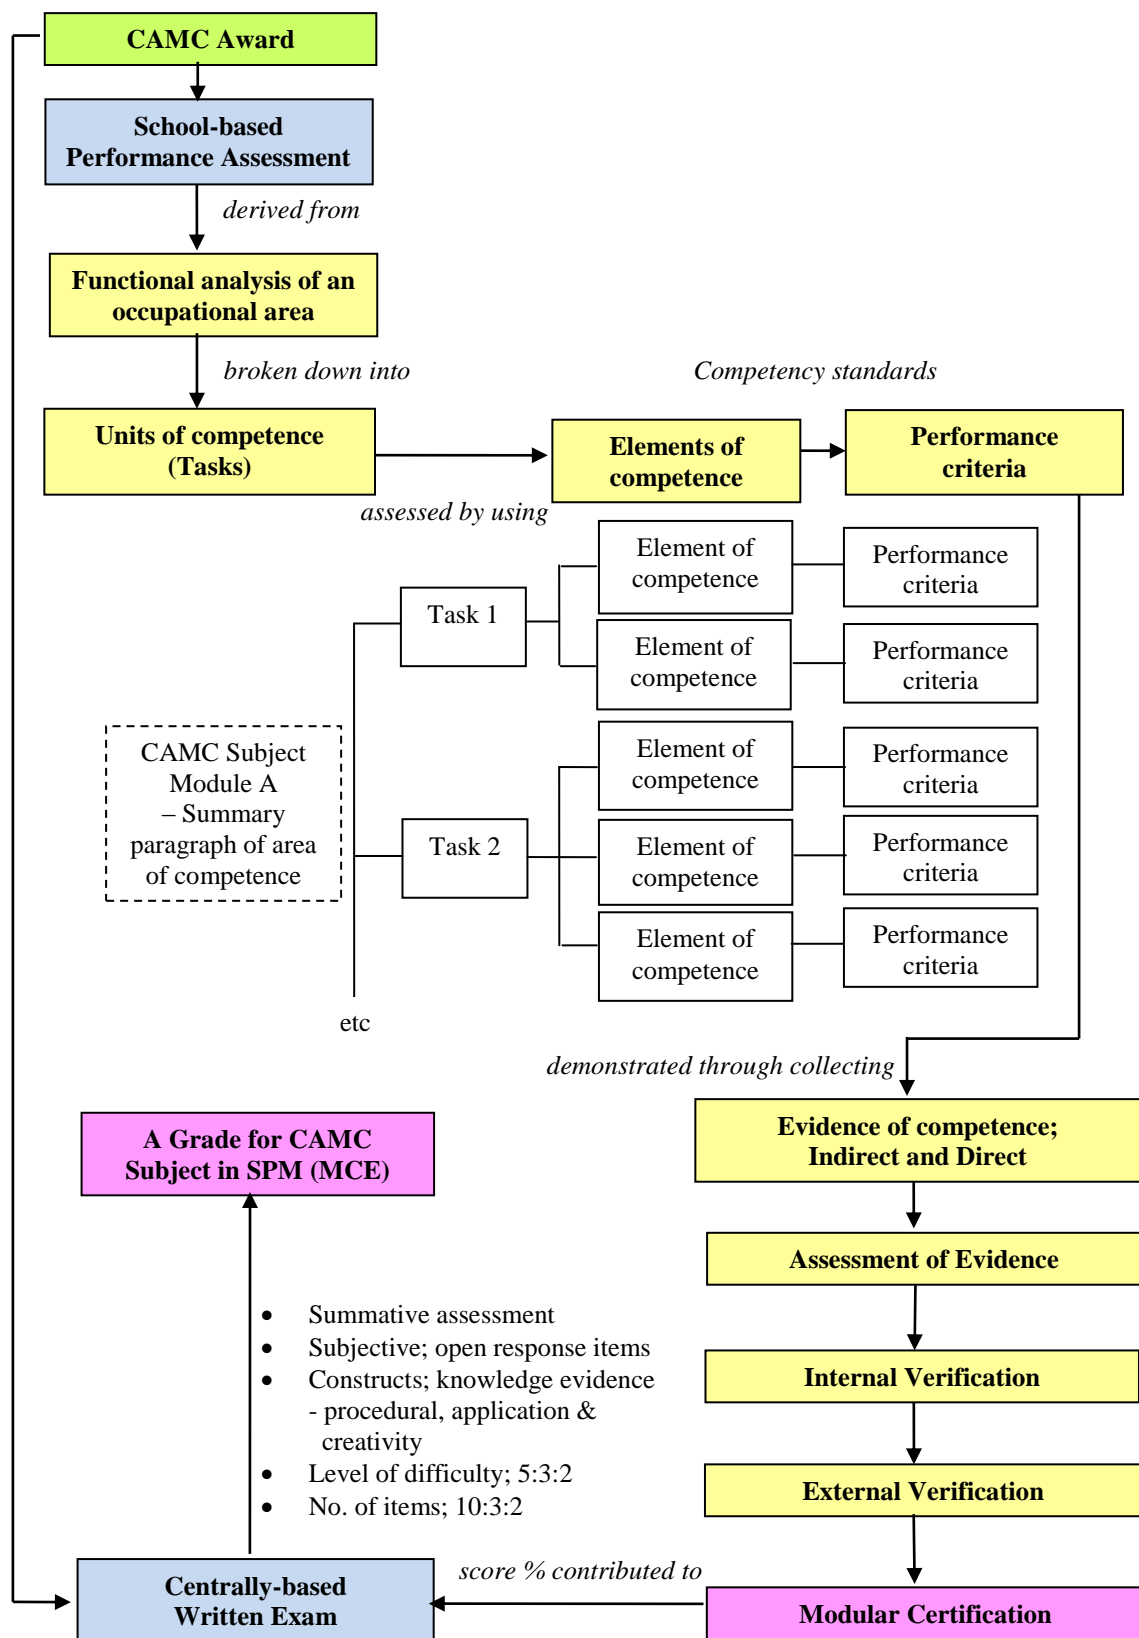 CAMC Award
School-based
Performance Assessment
derived from
Functional analysis of an
occupational area
broken down into
Competency standards
Units of competence
(Tasks)
Elements of
competence
Performance
criteria
assessed by using
Element of
competence
Performance
criteria
Task 1
Element of
competence
Performance
criteria
CAMC Subject
Module A
– Summary
paragraph of area
of competence
Element of
competence
Performance
criteria
Task 2
Element of
competence
Performance
criteria
Element of
competence
Performance
criteria
etc
demonstrated through collecting
A Grade for CAMC
Subject in SPM (MCE)
Evidence of competence;
Indirect and Direct
Assessment of Evidence
• Summative assessment
• Subjective; open response items
• Constructs; knowledge evidence
- procedural, application &
creativity
• Level of difficulty; 5:3:2
• No. of items; 10:3:2
Internal Verification
External Verification
score % contributed to
Centrally-based
Written Exam
Modular Certification